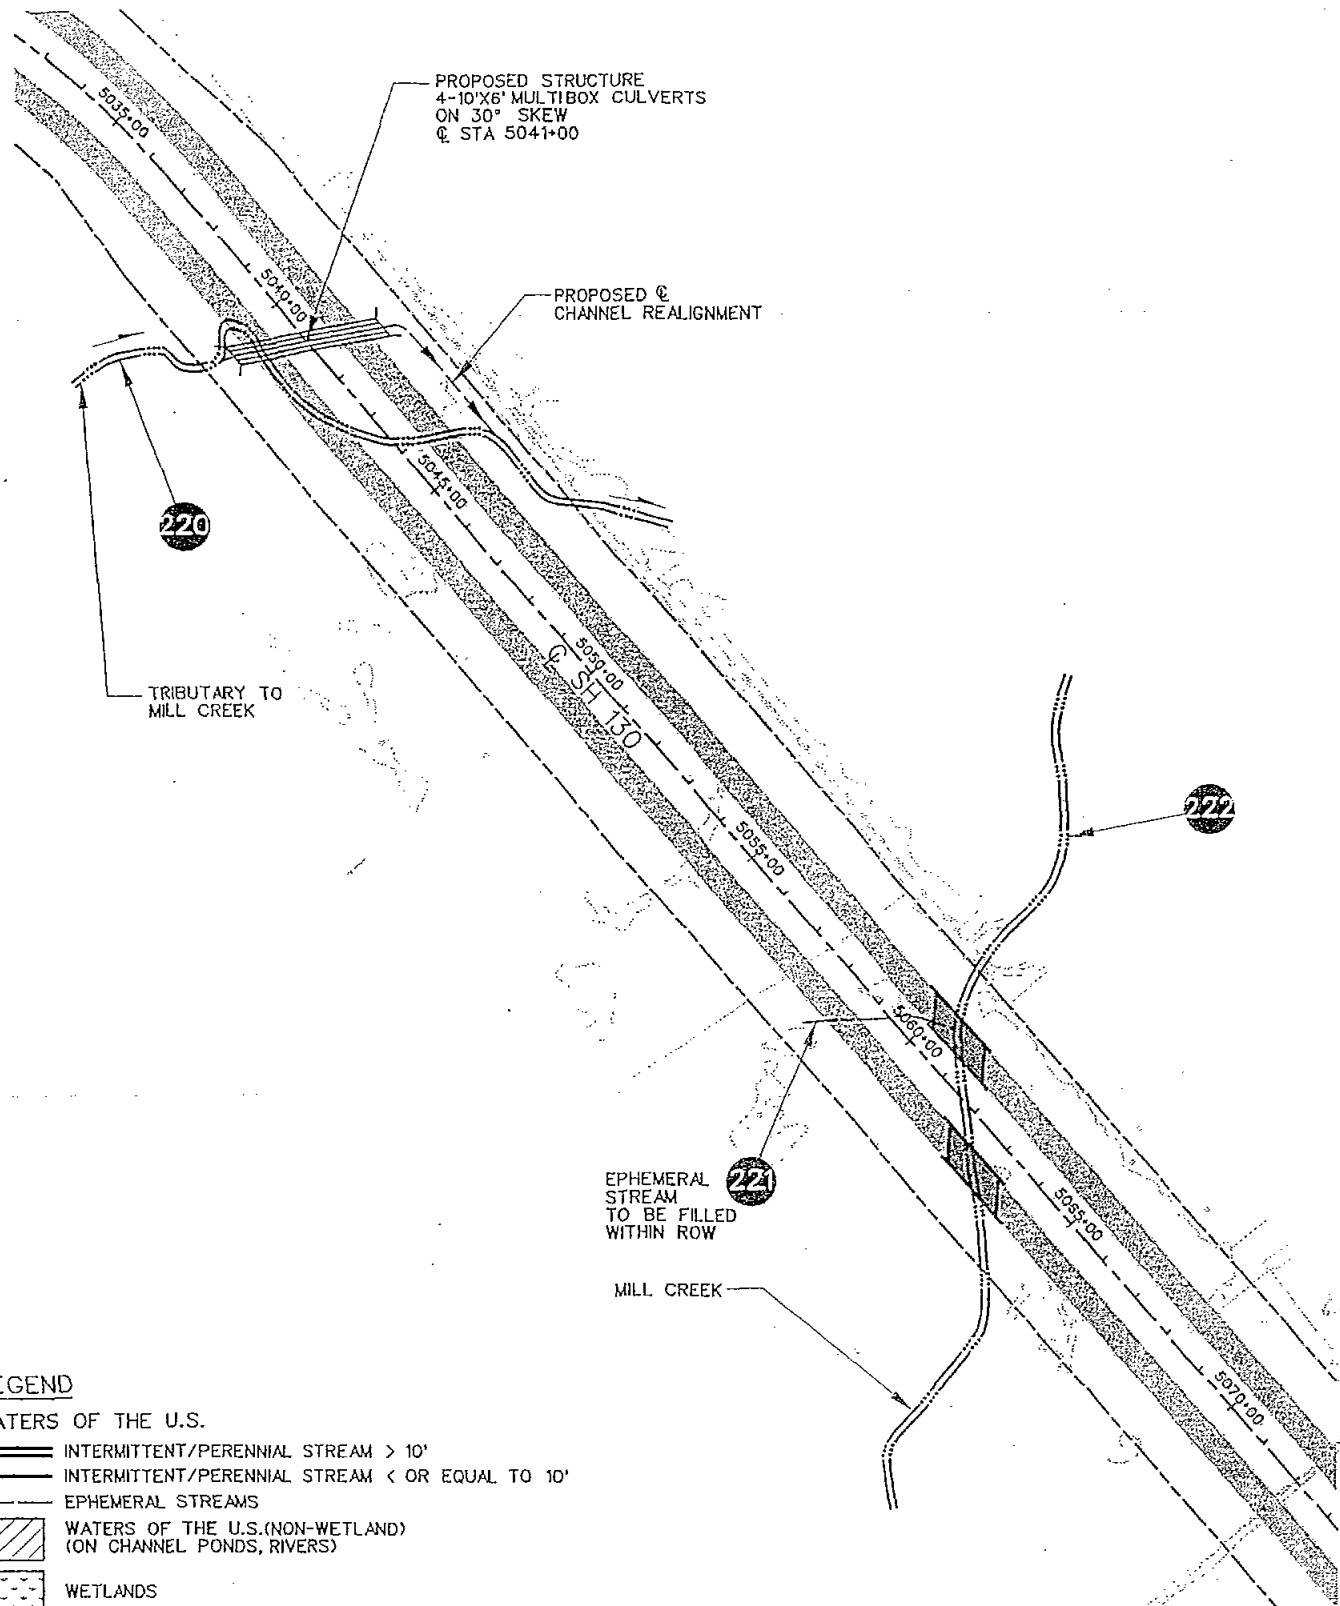 PROPOSED STRUCTURE
4-10'X6' MULTIBOX CULVERTS
ON 30° SKEW
℄ STA 5041+00
5035+00
5040+00
PROPOSED ℄
CHANNEL REALIGNMENT
5045+00
220
TRIBUTARY TO
MILL CREEK
5050+00
℄ SH 130
222
5055+00
5060+00
EPHEMERAL
STREAM
TO BE FILLED
WITHIN ROW
221
5065+00
MILL CREEK
5070+00
EGEND
ATERS OF THE U.S.
INTERMITTENT/PERENNIAL STREAM > 10'
INTERMITTENT/PERENNIAL STREAM < OR EQUAL TO 10'
EPHEMERAL STREAMS
WATERS OF THE U.S.(NON-WETLAND)
(ON CHANNEL PONDS, RIVERS)
WETLANDS